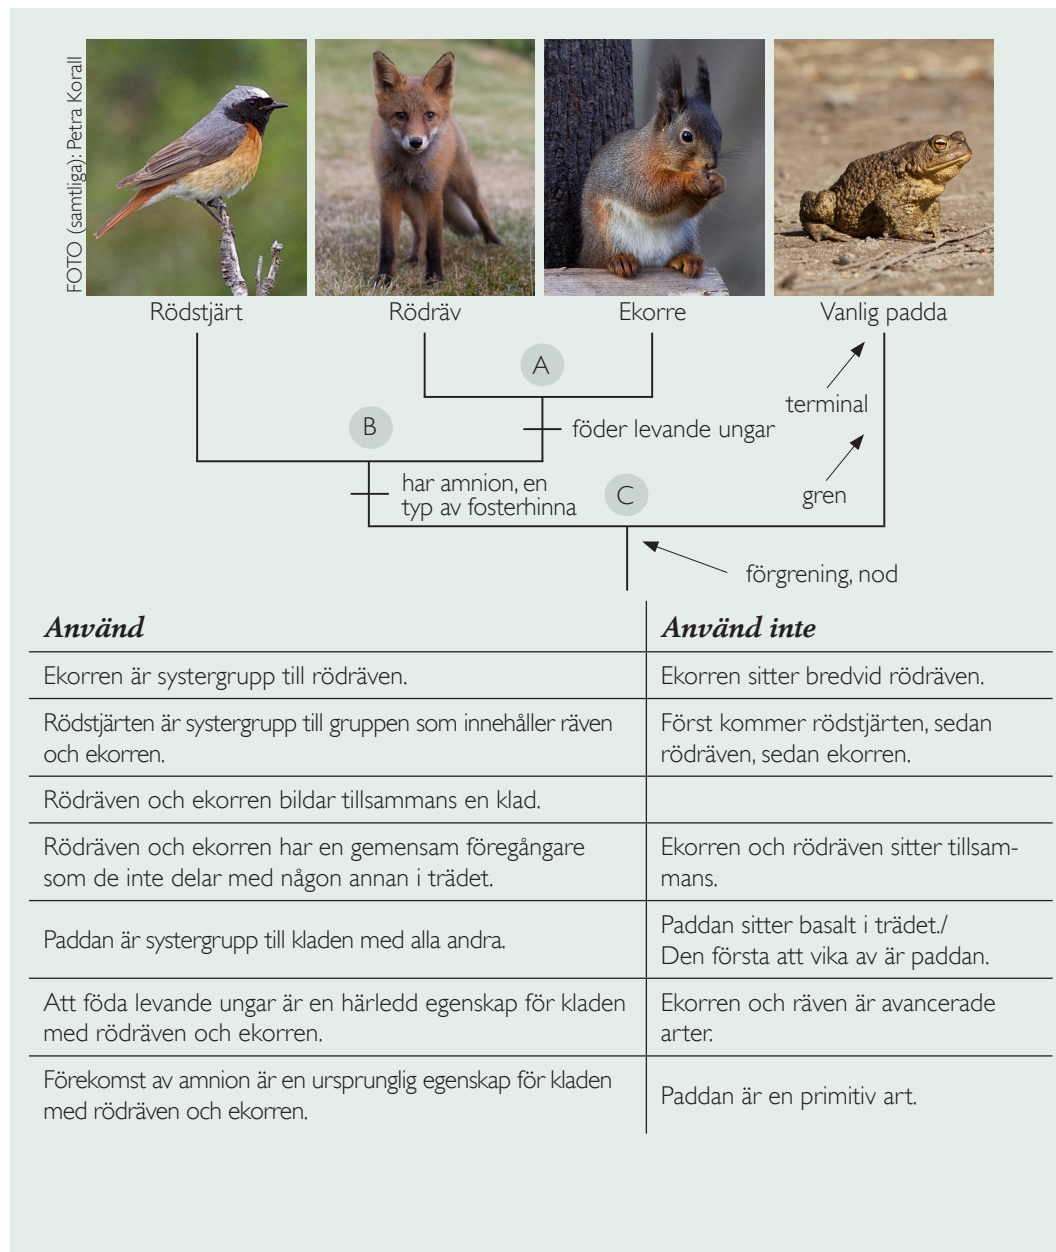 FOTO (samtliga): Petra Korall
Rödstjärt
Rödräv
Ekorre
Vanlig padda
A
terminal
B
föder levande ungar
har amnion, en
typ av fosterhinna
C
gren
förgrening, nod
Använd
Använd inte
Ekorren är systergrupp till rödräven.
Ekorren sitter bredvid rödräven.
Rödstjärten är systergrupp till gruppen som innehåller räven
och ekorren.
Först kommer rödstjärten, sedan
rödräven, sedan ekorren.
Rödräven och ekorren bildar tillsammans en klad.
Rödräven och ekorren har en gemensam föregångare
som de inte delar med någon annan i trädet.
Ekorren och rödräven sitter tillsam-
mans.
Paddan är systergrupp till kladen med alla andra.
Paddan sitter basalt i trädet./
Den första att vika av är paddan.
Att föda levande ungar är en härledd egenskap för kladen
med rödräven och ekorren.
Ekorren och räven är avancerade
arter.
Förekomst av amnion är en ursprunglig egenskap för kladen
med rödräven och ekorren.
Paddan är en primitiv art.